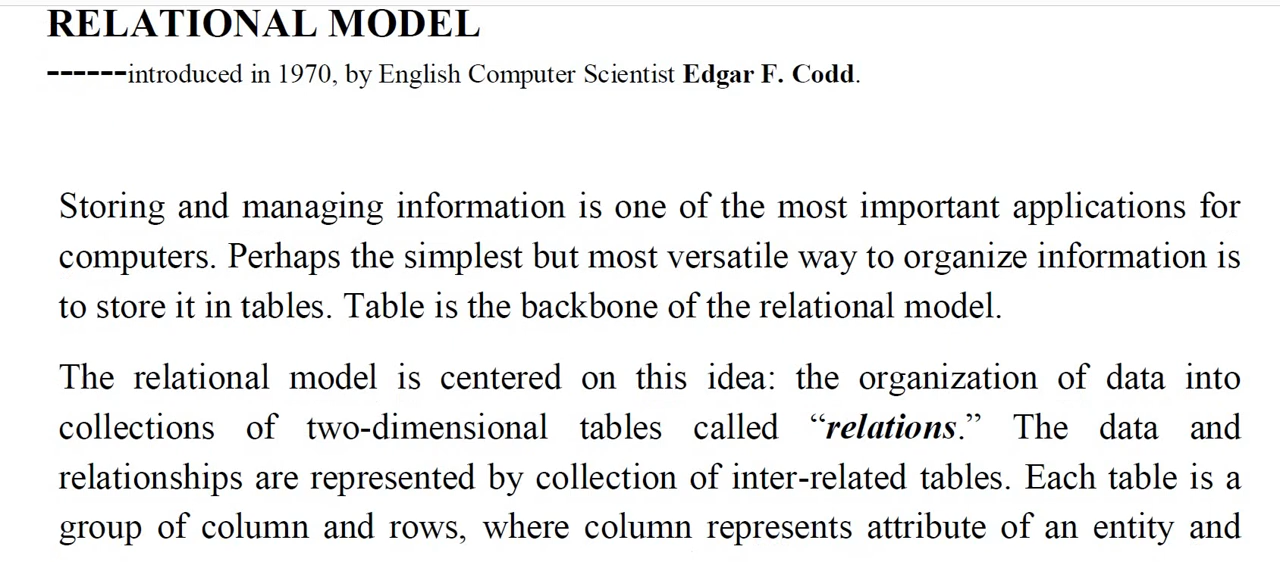 RELATIONAL MODEL
------introduced in 1970, by English Computer Scientist Edgar F. Codd.
Storing and managing information is one of the most important applications for
computers. Perhaps the simplest but most versatile way to organize information is
to store it in tables. Table is the backbone of the relational model.
The relational model is centered on this idea: the organization of data into
collections of two-dimensional tables called “relations.” The data and
relationships are represented by collection of inter-related tables. Each table is a
group of column and rows, where column represents attribute of an entity and